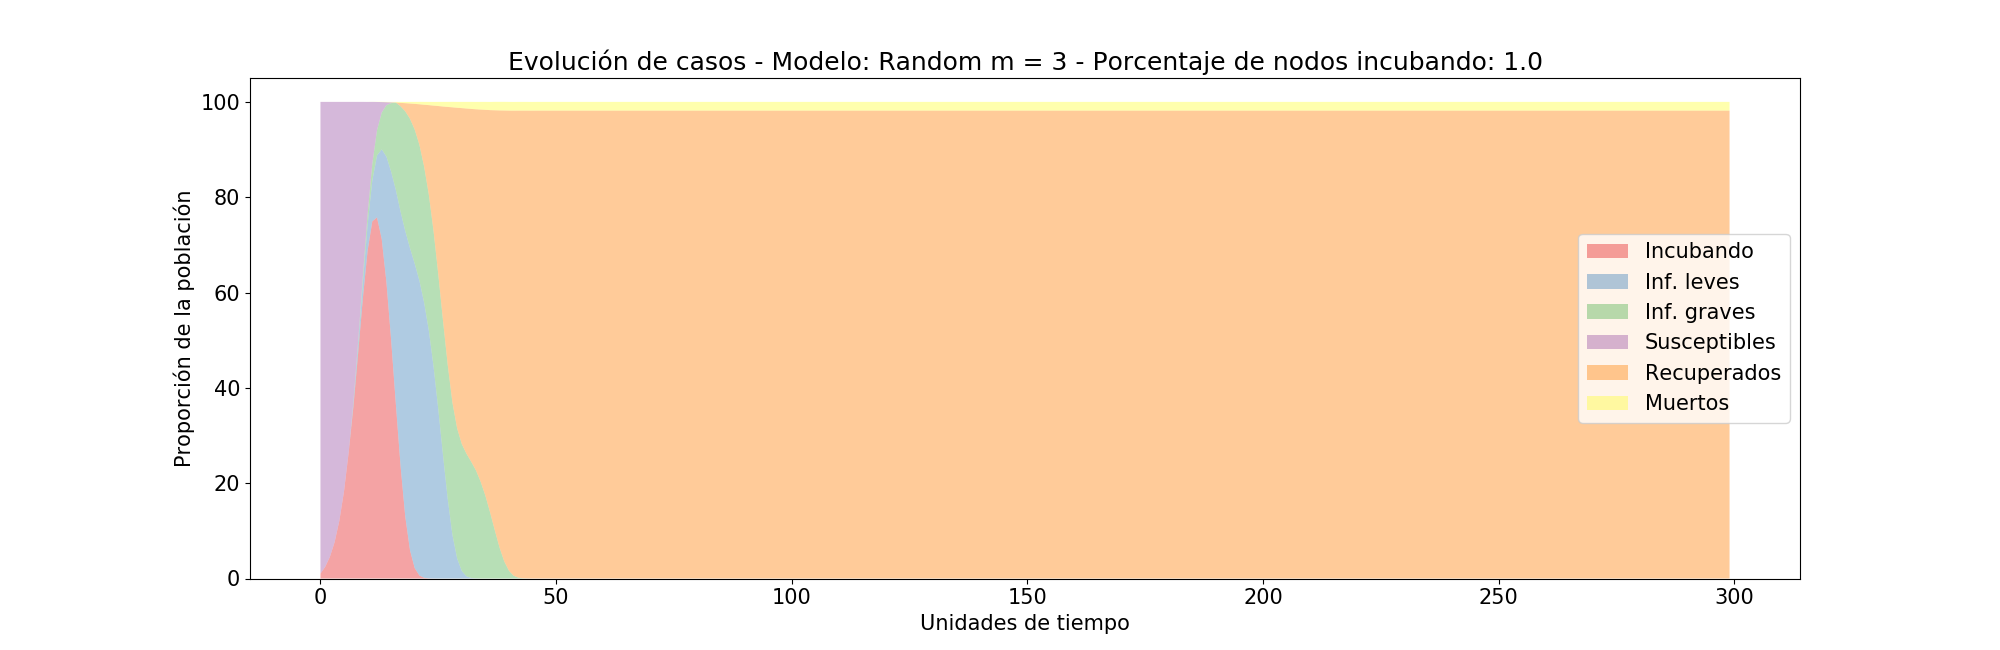 Evolución de casos - Modelo: Random m = 3 - Porcentaje de nodos incubando: 1.0
Proporción de la población
100
80
60
40
20
0
Incubando
Inf. leves
Inf. graves
Susceptibles
Recuperados
Muertos
0 50 100 150 200 250 300
Unidades de tiempo